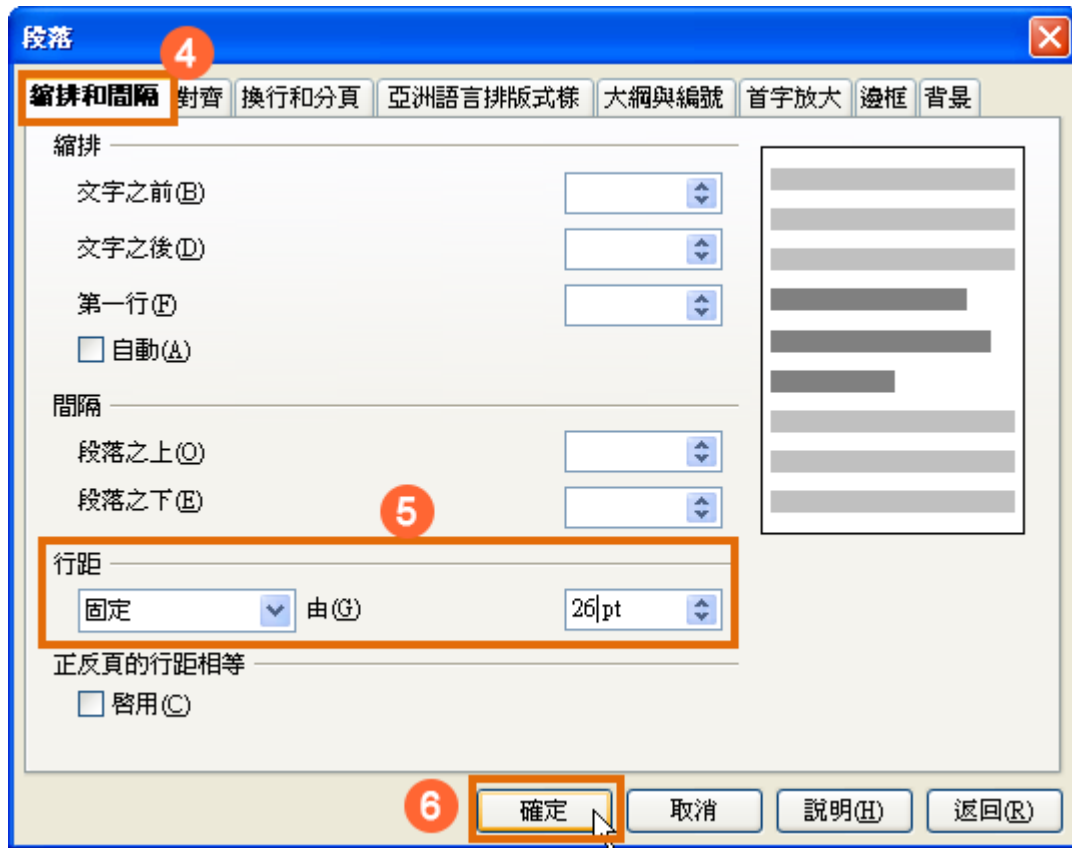 段落
4
縮排和間隔 對齊 換行和分頁 亞洲語言排版式樣 大綱與編號 首字放大 邊框 背景
縮排
文字之前(B)
文字之後(D)
第一行(F)
自動(A)
間隔
段落之上(O)
段落之下(E)
5
行距
固定 由(G) 26pt
正反頁的行距相等
啟用(C)
6
確定 取消 說明(H) 返回(R)